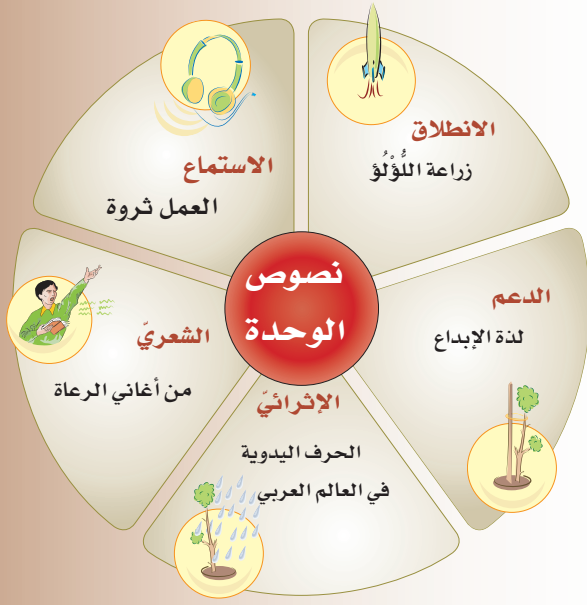 نصوص
الوحدة
الانطلاق
زراعة اللُّؤْلُؤ
الدعم
لذة الإبداع
الإثرائيّ
الحرف اليدوية
في العالم العربي
الشعريّ
من أغاني الرعاة
الاستماع
العمل ثروة